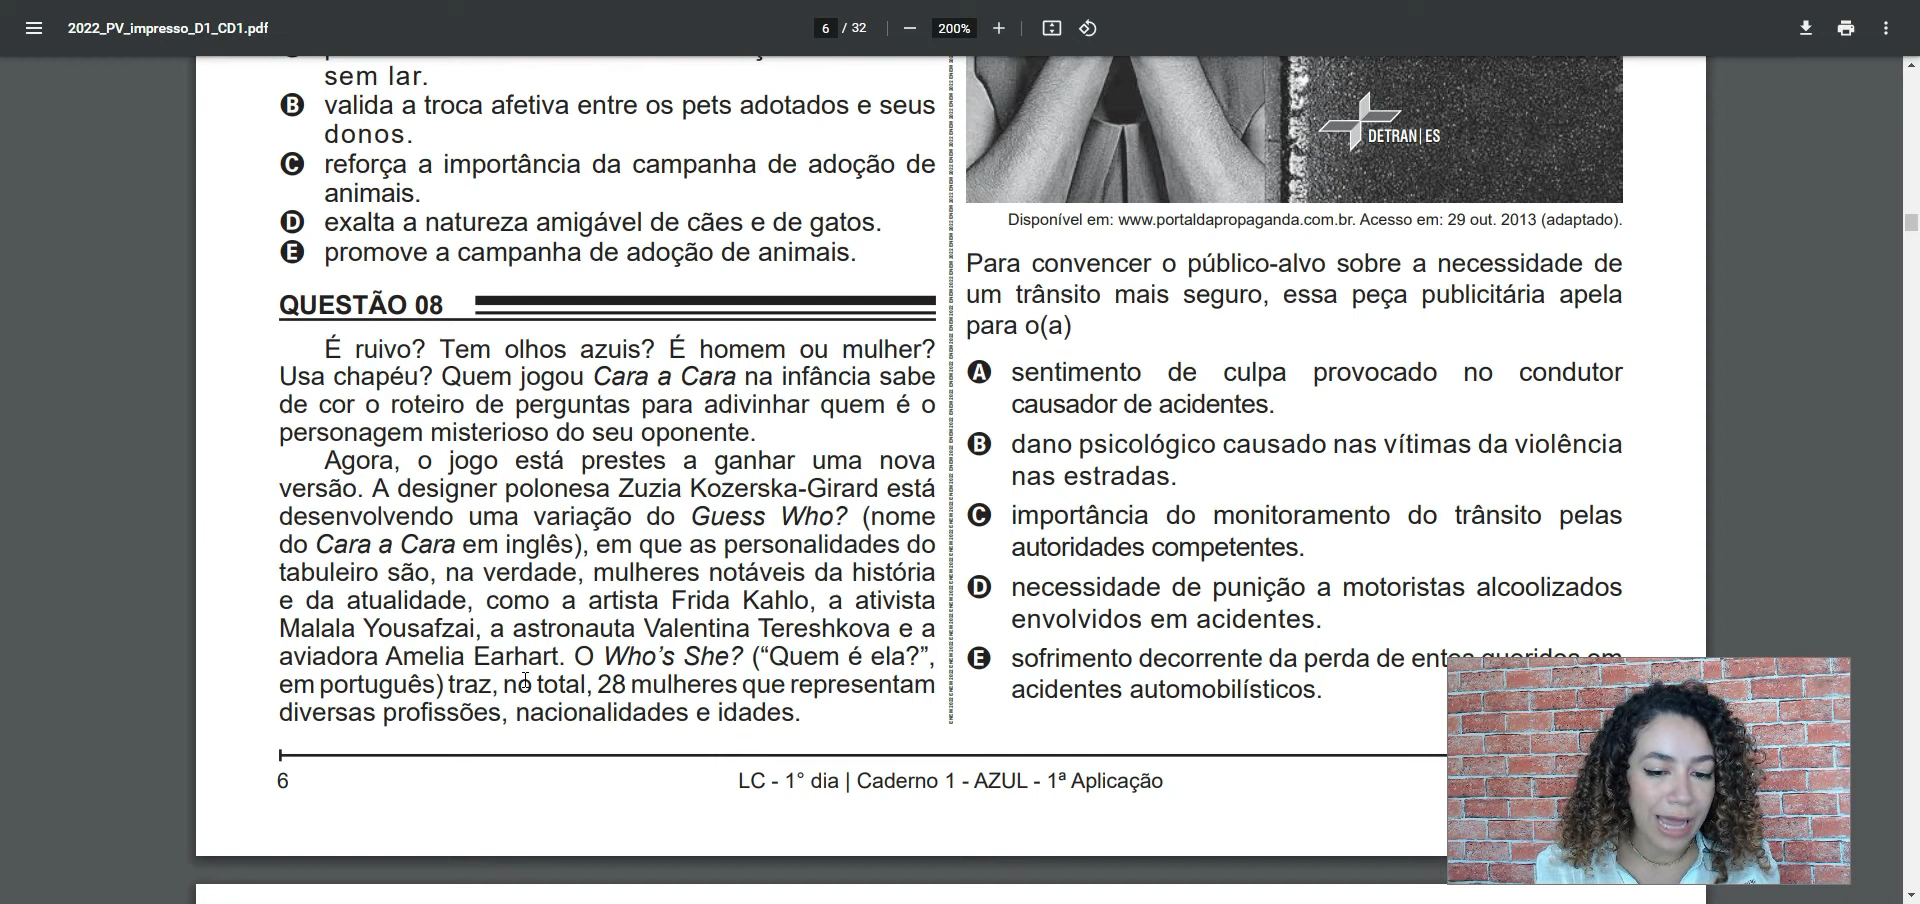 2022_PV_impresso_D1_CD1.pdf
6 / 32
200%
sem lar.
B valida a troca afetiva entre os pets adotados e seus
donos.
C reforça a importância da campanha de adoção de
animais.
D exalta a natureza amigável de cães e de gatos.
E promove a campanha de adoção de animais.
QUESTÃO 08
É ruivo? Tem olhos azuis? É homem ou mulher?
Usa chapéu? Quem jogou Cara a Cara na infância sabe
de cor o roteiro de perguntas para adivinhar quem é o
personagem misterioso do seu oponente.
Agora, o jogo está prestes a ganhar uma nova
versão. A designer polonesa Zuzia Kozerska-Girard está
desenvolvendo uma variação do Guess Who? (nome
do Cara a Cara em inglês), em que as personalidades do
tabuleiro são, na verdade, mulheres notáveis da história
e da atualidade, como a artista Frida Kahlo, a ativista
Malala Yousafzai, a astronauta Valentina Tereshkova e a
aviadora Amelia Earhart. O Who's She? (“Quem é ela?”,
em português) traz, no total, 28 mulheres que representam
diversas profissões, nacionalidades e idades.
DETRAN|ES
Disponível em: www.portaldapropaganda.com.br. Acesso em: 29 out. 2013 (adaptado).
Para convencer o público-alvo sobre a necessidade de
um trânsito mais seguro, essa peça publicitária apela
para o(a)
A sentimento de culpa provocado no condutor
causador de acidentes.
B dano psicológico causado nas vítimas da violência
nas estradas.
C importância do monitoramento do trânsito pelas
autoridades competentes.
D necessidade de punição a motoristas alcoolizados
envolvidos em acidentes.
E sofrimento decorrente da perda de entes queridos em
acidentes automobilísticos.
6
LC - 1° dia | Caderno 1 - AZUL - 1ª Aplicação